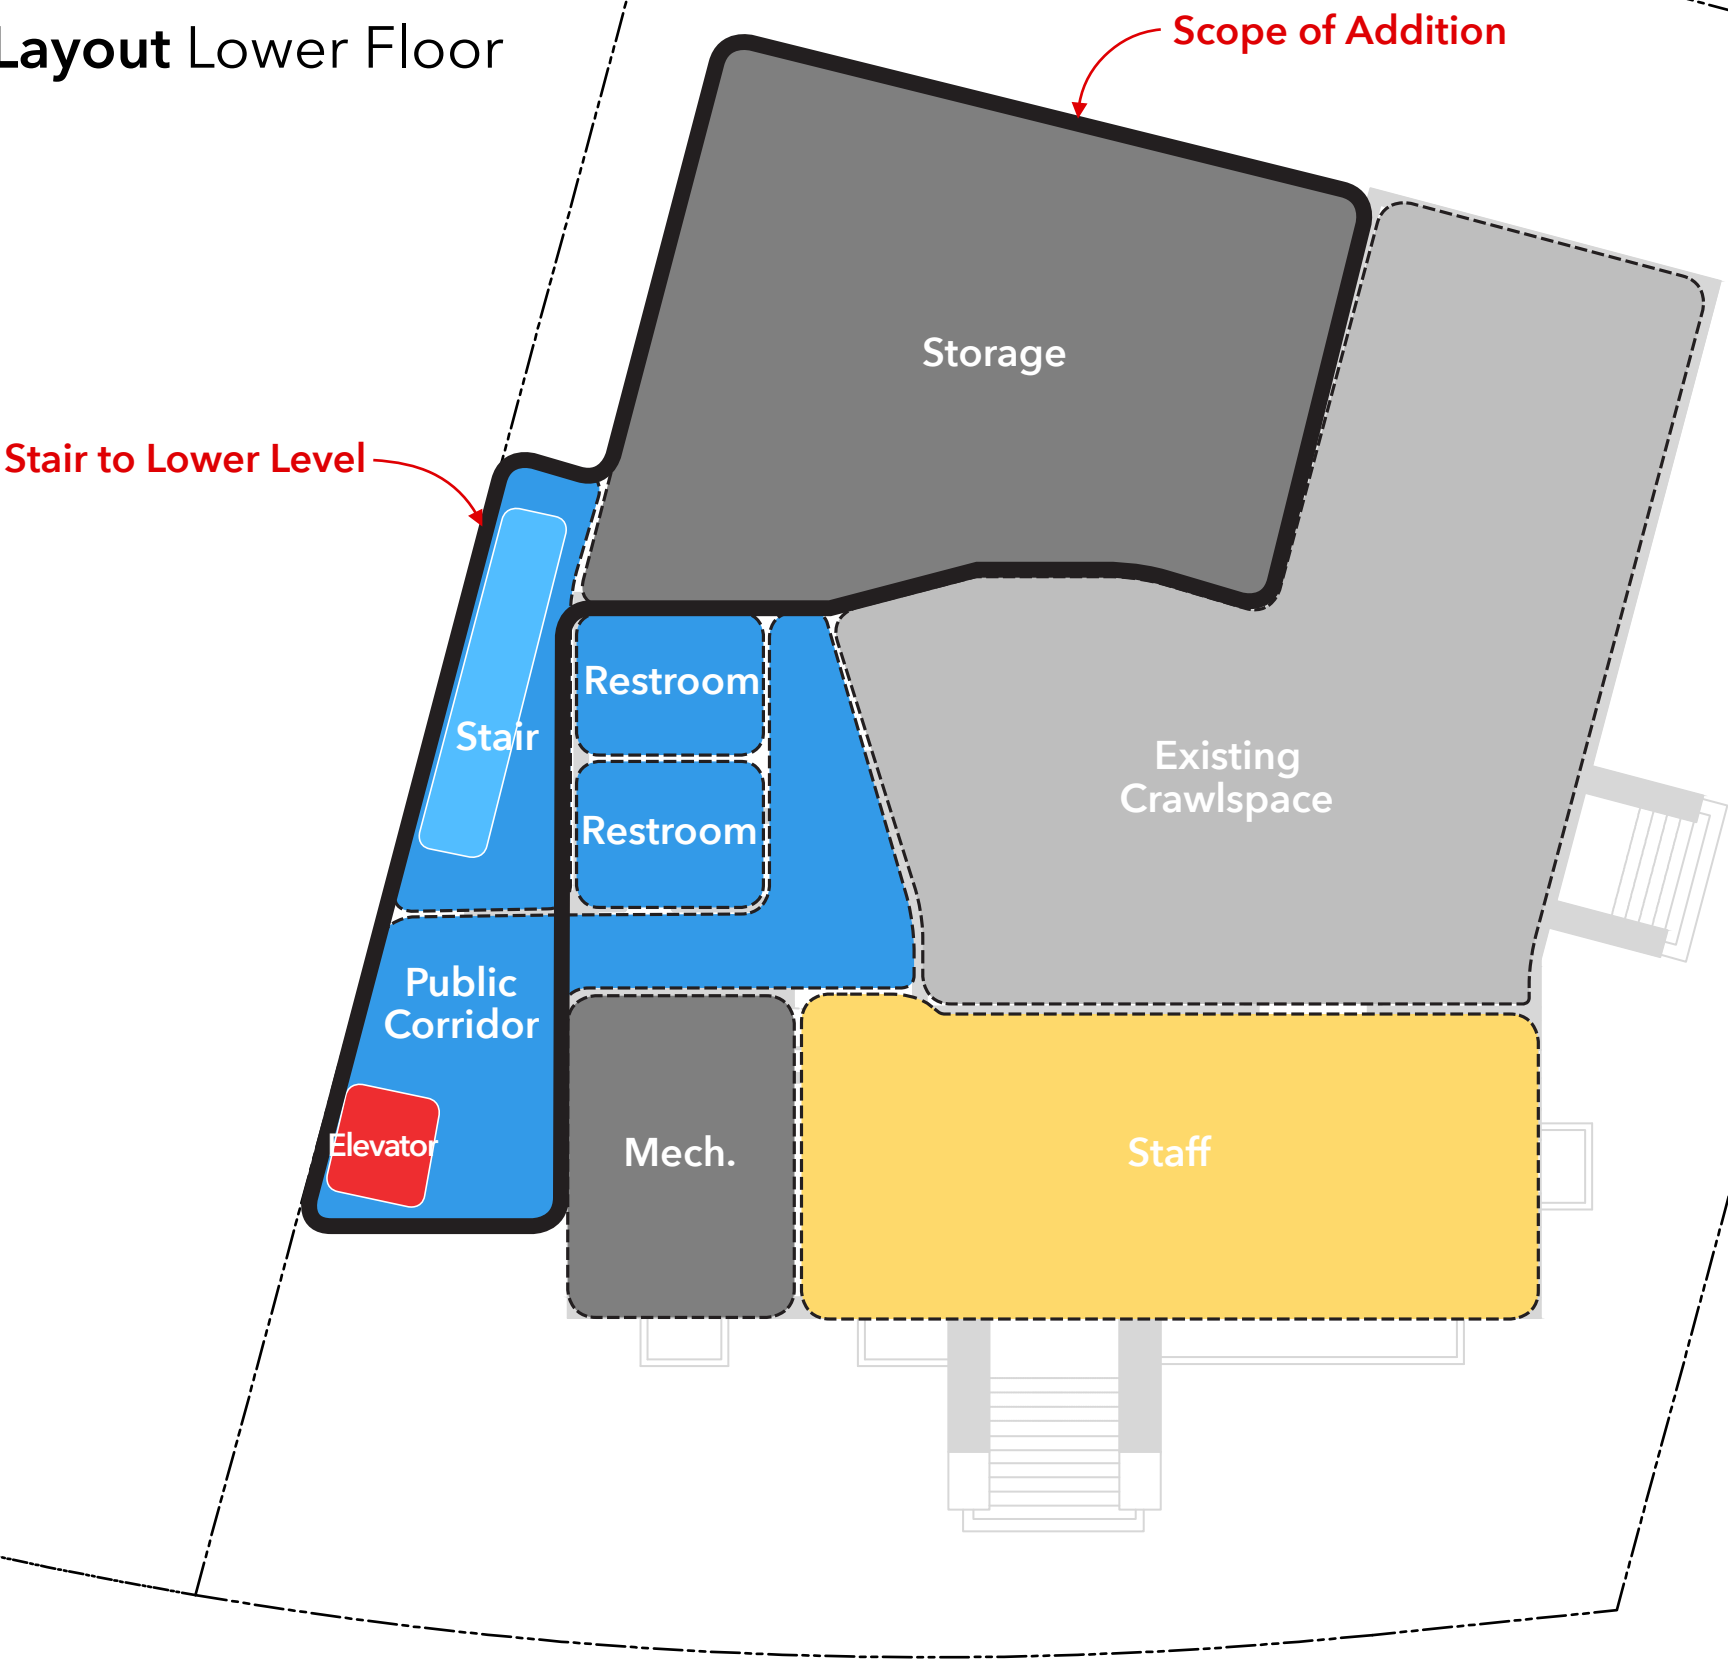 Layout Lower Floor
Scope of Addition
Storage
Stair to Lower Level
Restroom
Stair
Existing
Crawlspace
Restroom
Public
Corridor
Elevator
Mech.
Staff